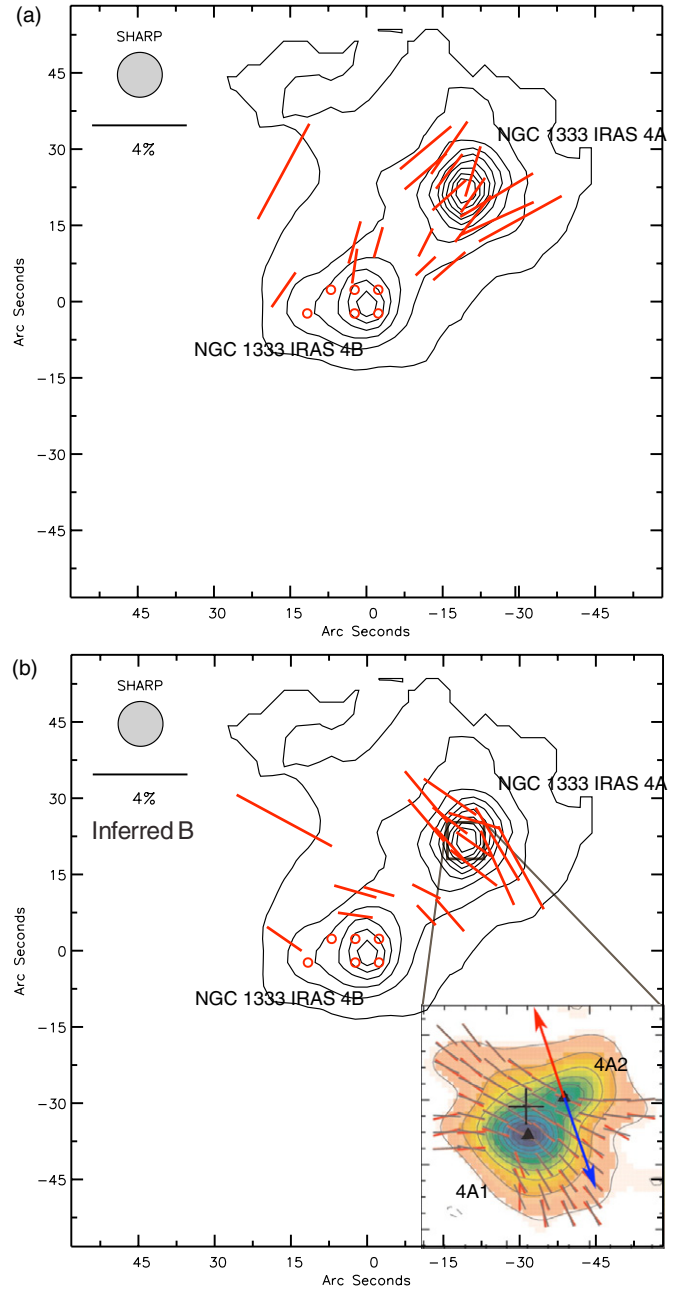 (a)
SHARP
4%
NGC 1333 IRAS 4A
NGC 1333 IRAS 4B
45
30
15
0
−15
−30
−45
Arc Seconds
45 30 15 0 −15 −30 −45
Arc Seconds
(b)
SHARP
4%
Inferred B
NGC 1333 IRAS 4A
NGC 1333 IRAS 4B
4A2
4A1
45
30
15
0
−15
−30
−45
Arc Seconds
45 30 15 0 −15 −30 −45
Arc Seconds